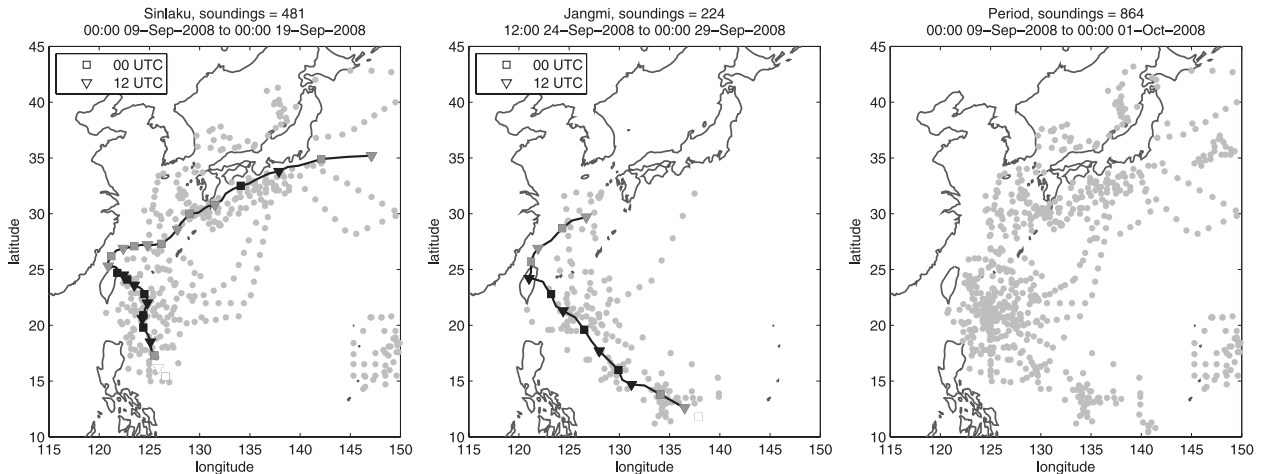 Sinlaku, soundings = 481
00:00 09–Sep–2008 to 00:00 19–Sep–2008
Jangmi, soundings = 224
12:00 24–Sep–2008 to 00:00 29–Sep–2008
Period, soundings = 864
00:00 09–Sep–2008 to 00:00 01–Oct–2008
45
40
35
30
25
20
15
10
latitude
00 UTC
12 UTC
115 120 125 130 135 140 145 150
longitude
45
40
35
30
25
20
15
10
latitude
00 UTC
12 UTC
115 120 125 130 135 140 145 150
longitude
45
40
35
30
25
20
15
10
latitude
115 120 125 130 135 140 145 150
longitude